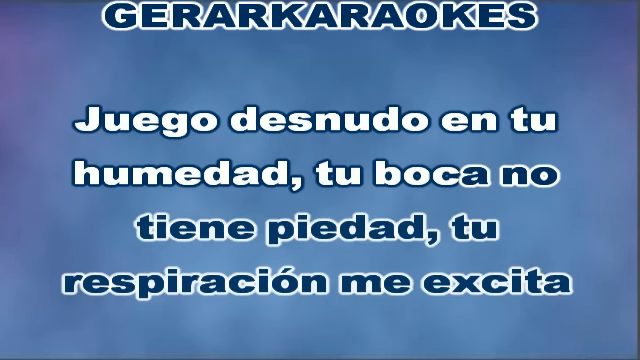 GERARKARAOKES
Juego desnudo en tu
humedad, tu boca no
tiene piedad, tu
respiración me excita